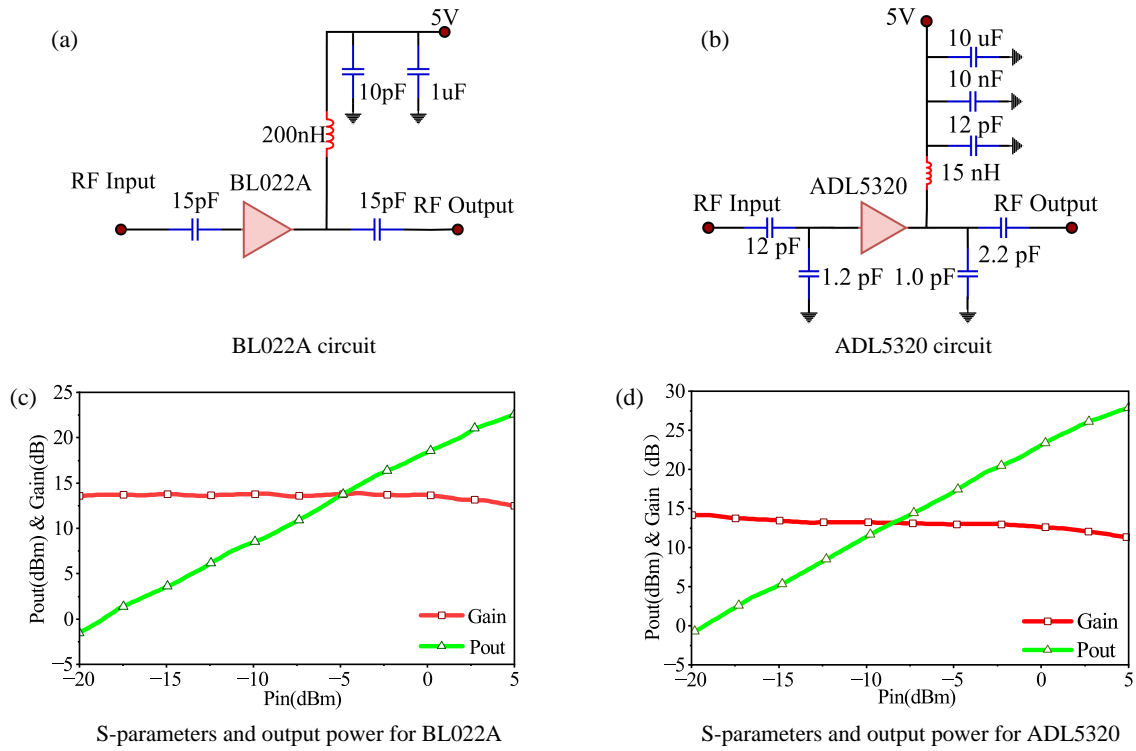 (a)
5V
10pF
1uF
200nH
RF Input
BL022A
15pF
15pF
RF Output
BL022A circuit
(b)
5V
10 uF
10 nF
12 pF
15 nH
ADL5320
RF Input
RF Output
12 pF
2.2 pF
1.2 pF
1.0 pF
ADL5320 circuit
(c)
Pout(dBm) & Gain(dB)
25
20
15
10
5
0
−5
Gain
Pout
−20
−15
−10
−5
0
5
Pin(dBm)
S-parameters and output power for BL022A
(d)
Pout(dBm) & Gain（dB）
30
25
20
15
10
5
0
−5
Gain
Pout
−20
−15
−10
−5
0
5
Pin(dBm)
S-parameters and output power for ADL5320